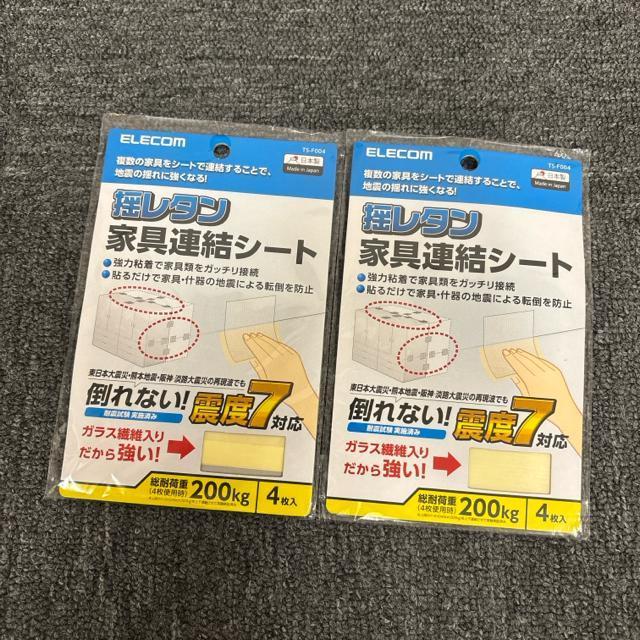 ELECOM
TS-F004
日本製
Made in Japan
複数の家具をシートで連結することで、
地震の揺れに強くなる!
揺レタン
家具連結シート
強力粘着で家具類をガッチリ接続
貼るだけで家具・什器の地震による転倒を防止
東日本大震災・熊本地震・阪神 淡路大震災の再現波でも
倒れない!
耐震試験 実施済み
震度7対応
ガラス繊維入り
だから強い!
総耐荷重
(4枚使用時)
200kg
4枚入
ELECOM
TS-F004
日本製
Made in Japan
複数の家具をシートで連結することで、
地震の揺れに強くなる!
揺レタン
家具連結シート
強力粘着で家具類をガッチリ接続
貼るだけで家具・什器の地震による転倒を防止
東日本大震災・熊本地震・阪神 淡路大震災の再現波でも
倒れない!
耐震試験 実施済み
震度7対応
ガラス繊維入り
だから強い!
総耐荷重
(4枚使用時)
200kg
4枚入